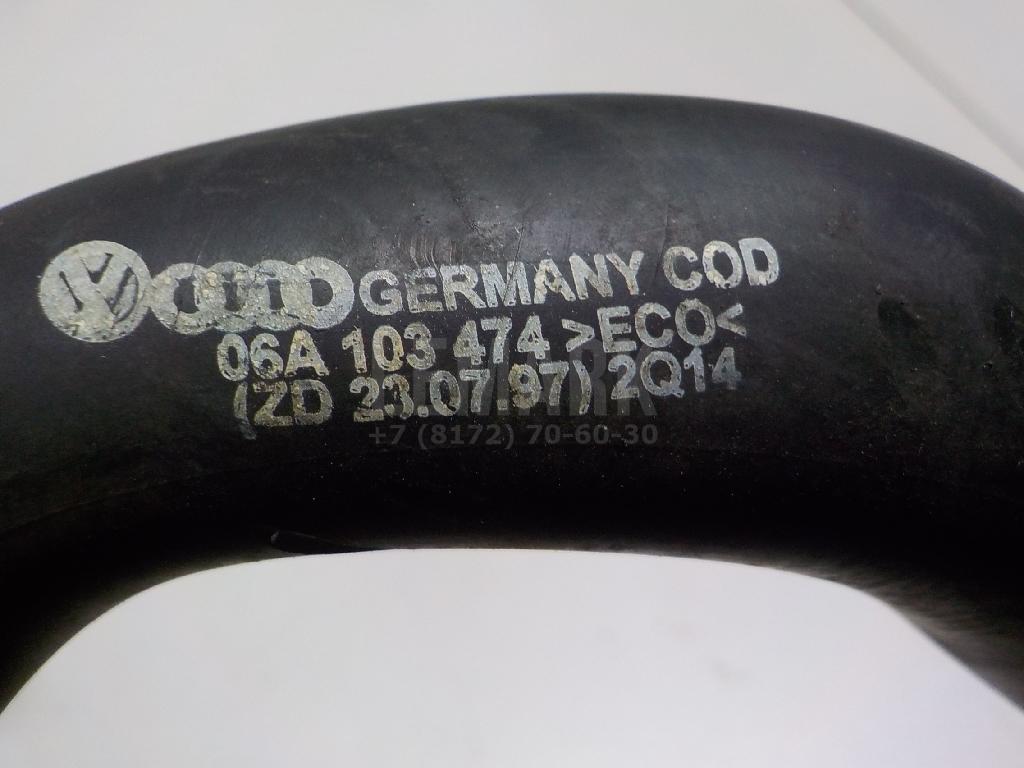 GERMANY COD
06A 103 474 >ECO<
(ZD 23.07.97) 2Q14
+7 (8172) 70-60-30